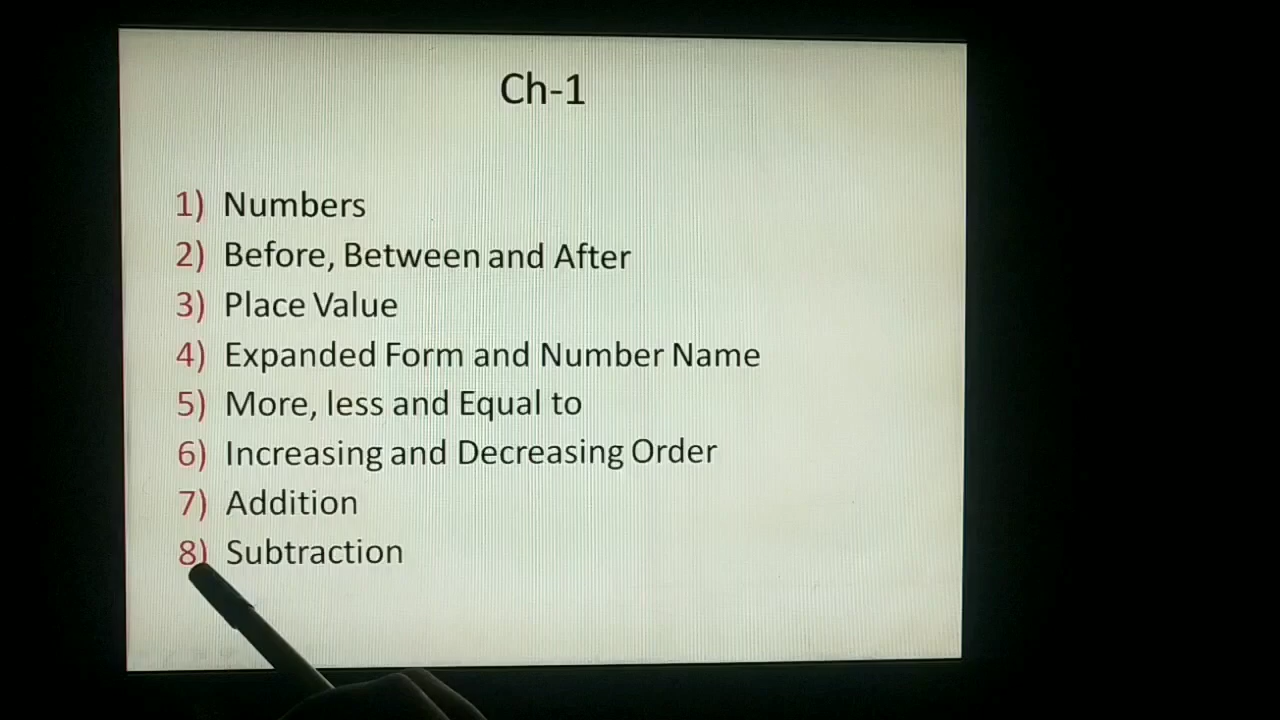 Ch-1
1) Numbers
2) Before, Between and After
3) Place Value
4) Expanded Form and Number Name
5) More, less and Equal to
6) Increasing and Decreasing Order
7) Addition
8) Subtraction